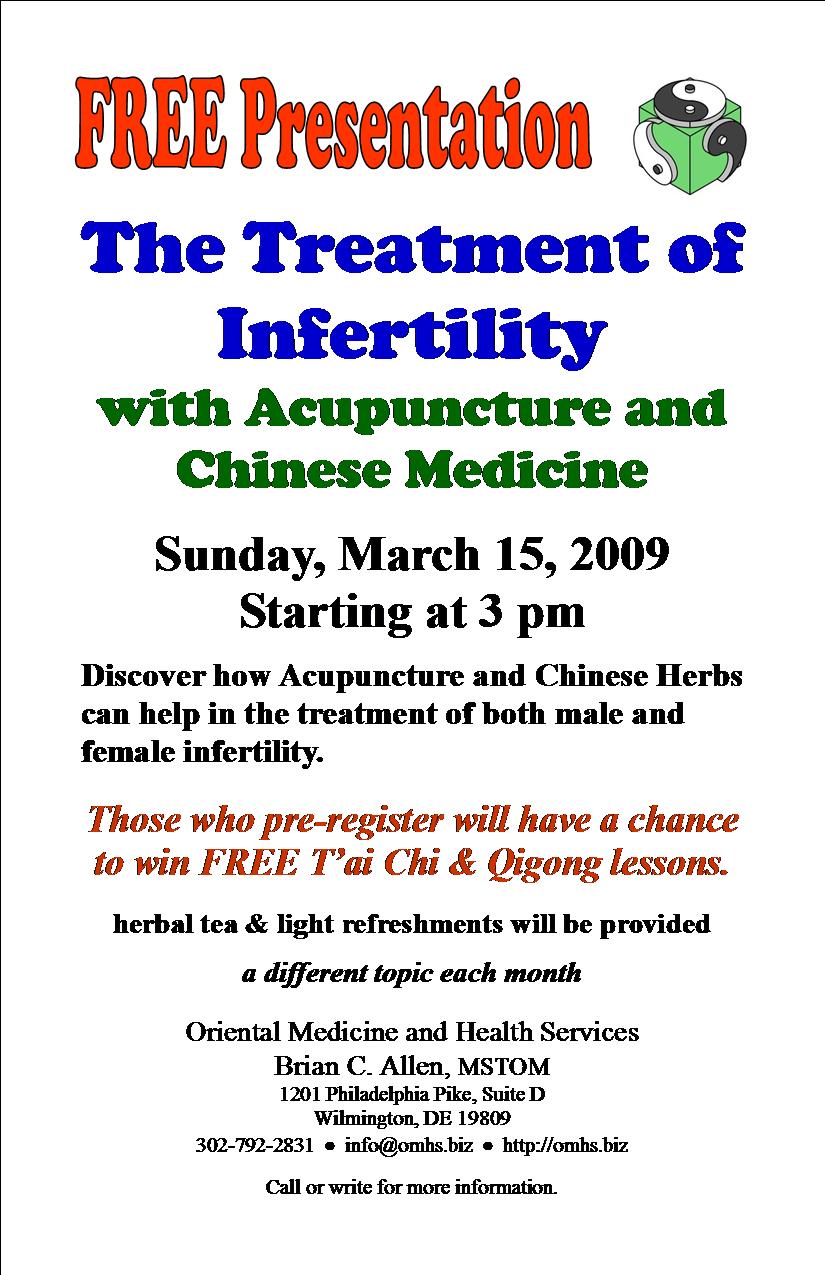 FREE Presentation
The Treatment of
Infertility
with Acupuncture and
Chinese Medicine
Sunday, March 15, 2009
Starting at 3 pm
Discover how Acupuncture and Chinese Herbs
can help in the treatment of both male and
female infertility.
Those who pre-register will have a chance
to win FREE T’ai Chi & Qigong lessons.
herbal tea & light refreshments will be provided
a different topic each month
Oriental Medicine and Health Services
Brian C. Allen, MSTOM
1201 Philadelphia Pike, Suite D
Wilmington, DE 19809
302-792-2831 • info@omhs.biz • http://omhs.biz
Call or write for more information.